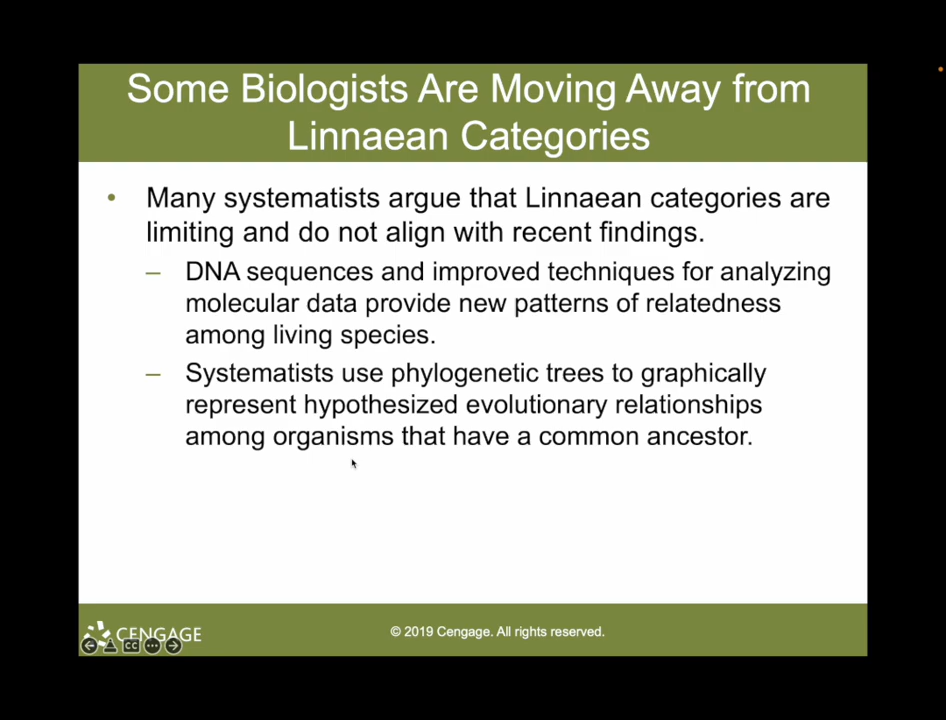 Some Biologists Are Moving Away from
Linnaean Categories
• Many systematists argue that Linnaean categories are
limiting and do not align with recent findings.
– DNA sequences and improved techniques for analyzing
molecular data provide new patterns of relatedness
among living species.
– Systematists use phylogenetic trees to graphically
represent hypothesized evolutionary relationships
among organisms that have a common ancestor.
CENGAGE
CC
© 2019 Cengage. All rights reserved.